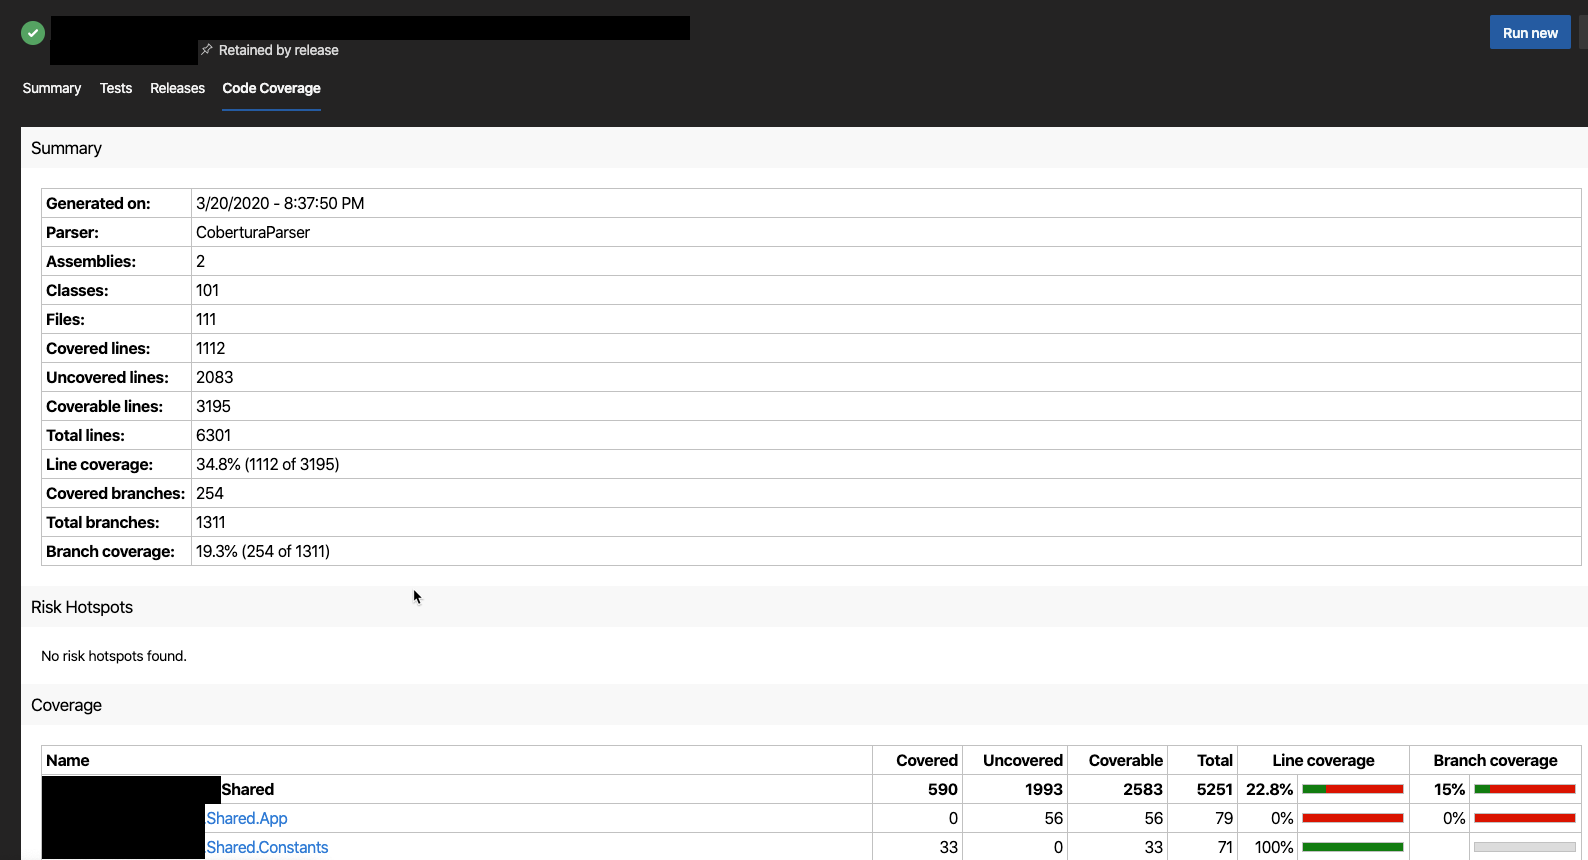 Retained by release
Run new
Summary Tests Releases Code Coverage
Summary
Generated on: 3/20/2020 - 8:37:50 PM
Parser: CoberturaParser
Assemblies: 2
Classes: 101
Files: 111
Covered lines: 1112
Uncovered lines: 2083
Coverable lines: 3195
Total lines: 6301
Line coverage: 34.8% (1112 of 3195)
Covered branches: 254
Total branches: 1311
Branch coverage: 19.3% (254 of 1311)
Risk Hotspots
No risk hotspots found.
Coverage
Name Covered Uncovered Coverable Total Line coverage Branch coverage
Shared 590 1993 2583 5251 22.8% 15%
.Shared.App 0 56 56 79 0% 0%
.Shared.Constants 33 0 33 71 100%